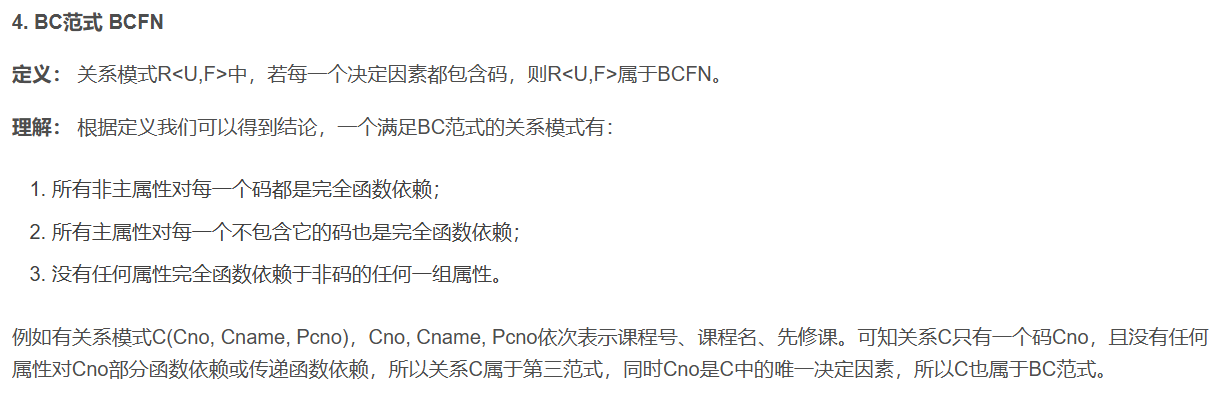 4. BC范式 BCFN
定义： 关系模式R<U,F>中，若每一个决定因素都包含码，则R<U,F>属于BCFN。
理解： 根据定义我们可以得到结论，一个满足BC范式的关系模式有：
1. 所有非主属性对每一个码都是完全函数依赖；
2. 所有主属性对每一个不包含它的码也是完全函数依赖；
3. 没有任何属性完全函数依赖于非码的任何一组属性。
例如有关系模式C(Cno, Cname, Pcno)，Cno, Cname, Pcno依次表示课程号、课程名、先修课。可知关系C只有一个码Cno，且没有任何
属性对Cno部分函数依赖或传递函数依赖，所以关系C属于第三范式，同时Cno是C中的唯一决定因素，所以C也属于BC范式。